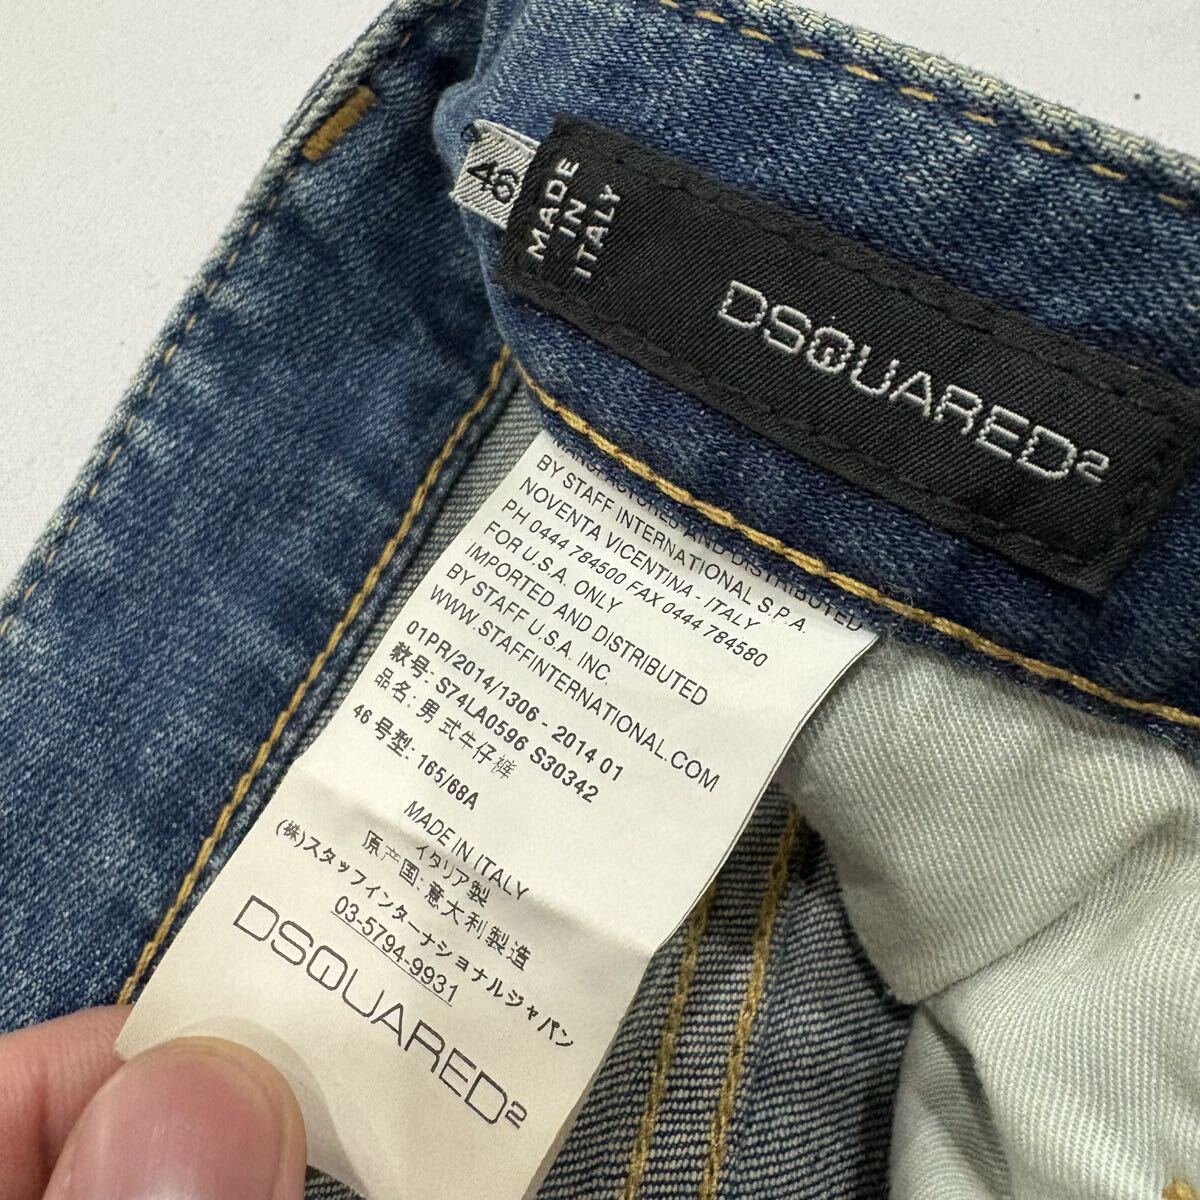 46
MADE
IN
ITALY
DSQUARED2
MANUFACTURED AND DISTRIBUTED
BY STAFF INTERNATIONAL S.P.A.
NOVENTA VICENTINA - ITALY
PH 0444 784500 FAX 0444 784580
FOR U.S.A. ONLY
IMPORTED AND DISTRIBUTED
BY STAFF U.S.A. INC.
WWW.STAFFINTERNATIONAL.COM
01PR/2014/1306 - 2014 01
款号: S74LA0596 S30342
品名: 男 式牛仔裤
46 号型: 165/68A
MADE IN ITALY
イタリア製
原产国: 意大利製造
(株)スタッフインターナショナルジャパン
03-5794-9931
DSQUARED2